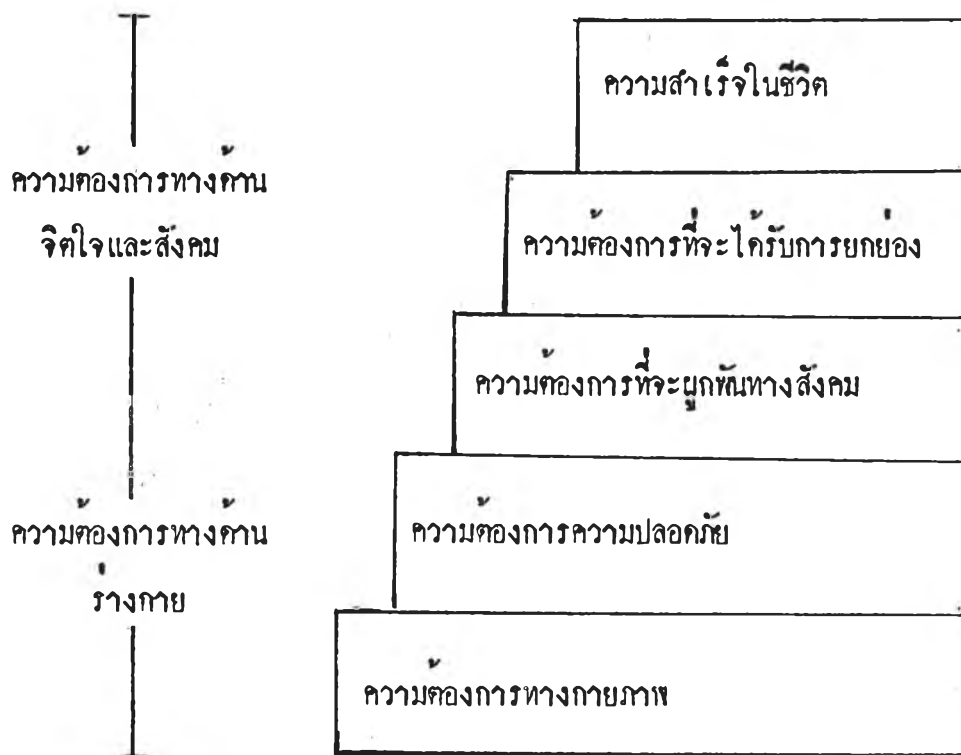 ความสำเร็จในชีวิต
ความต้องการทางด้าน
จิตใจและสังคม
ความต้องการที่จะได้รับการยกย่อง
ความต้องการที่จะผูกพันทางสังคม
ความต้องการทางด้าน
ร่างกาย
ความต้องการความปลอดภัย
ความต้องการทางกายภาพ